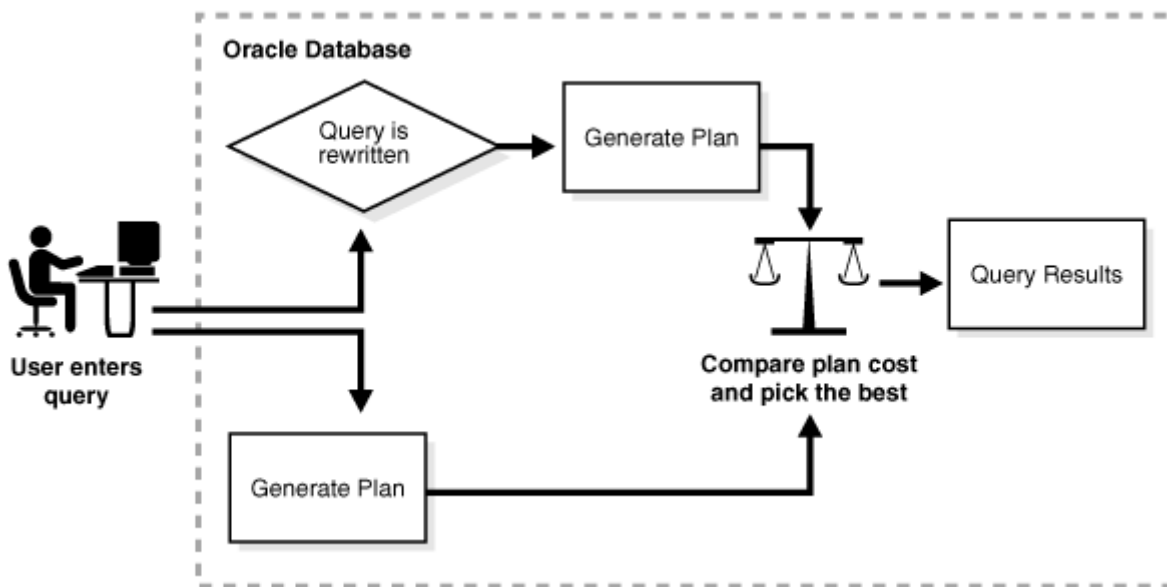 Oracle Database
Query is
rewritten
Generate Plan
Query Results
User enters
query
Compare plan cost
and pick the best
Generate Plan